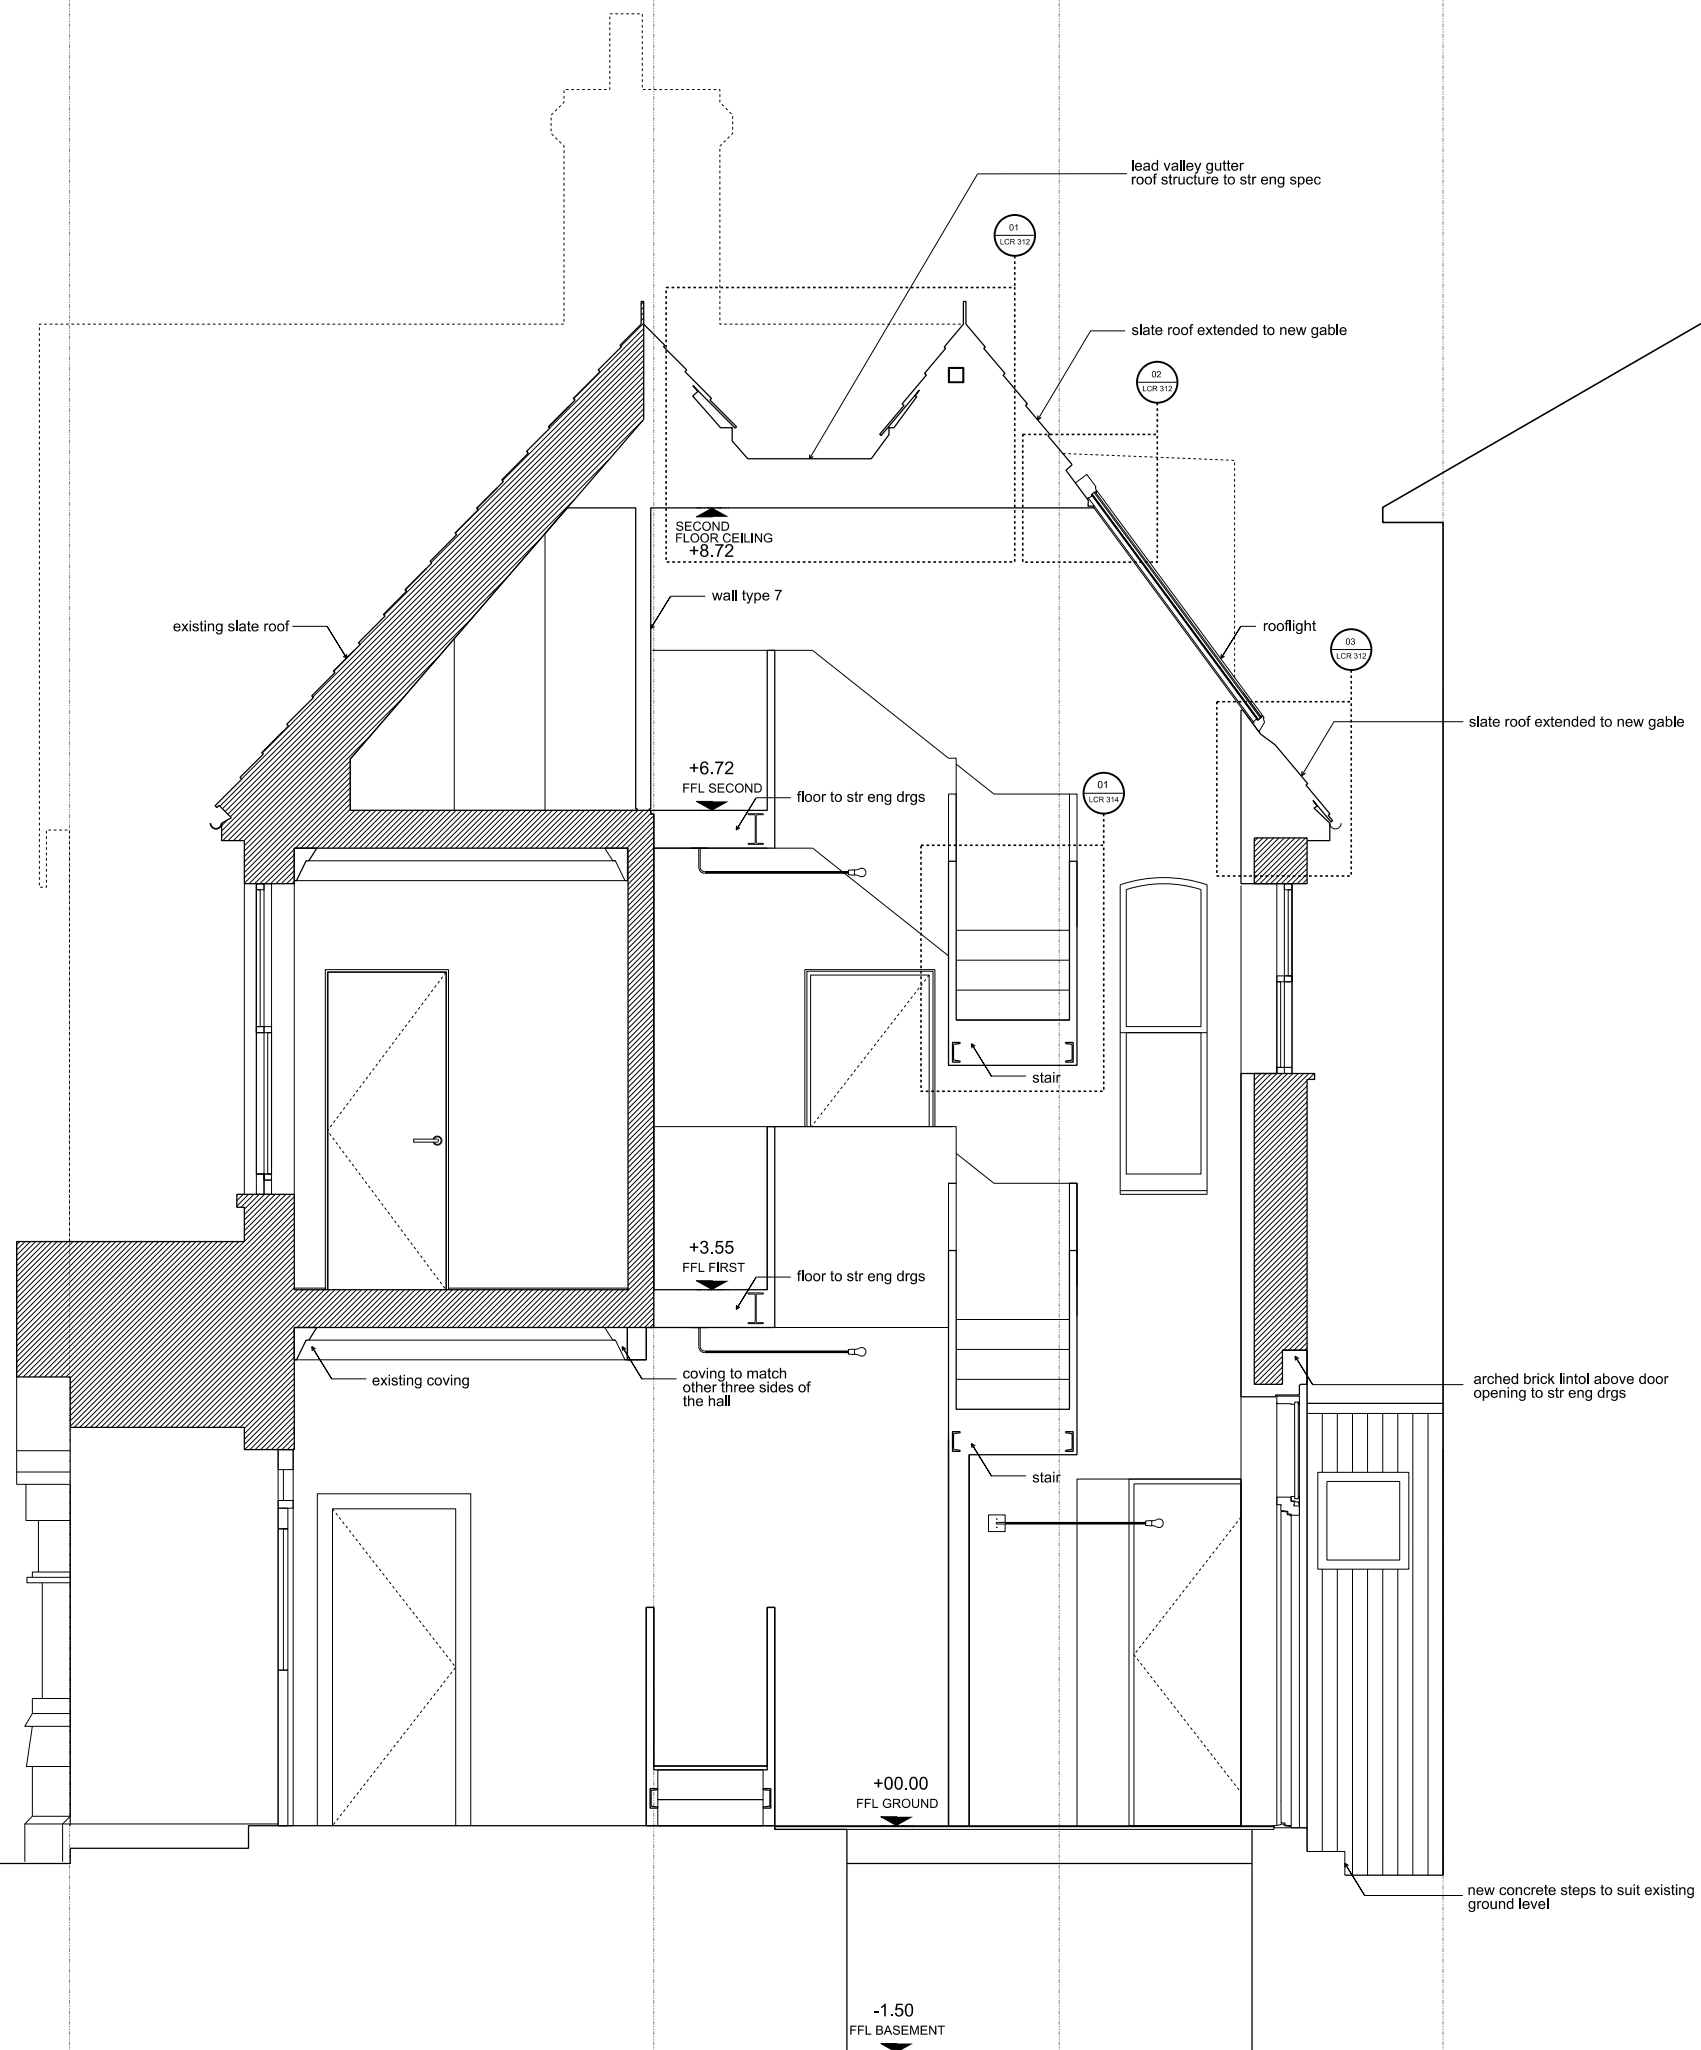 lead valley gutter
roof structure to str eng spec
01
LCR 312
slate roof extended to new gable
02
LCR 312
SECOND
FLOOR CEILING
+8.72
wall type 7
existing slate roof
rooflight
03
LCR 312
slate roof extended to new gable
+6.72
FFL SECOND
floor to str eng drgs
01
LCR 314
stair
+3.55
FFL FIRST
floor to str eng drgs
existing coving
coving to match
other three sides of
the hall
arched brick lintol above door
opening to str eng drgs
stair
+00.00
FFL GROUND
new concrete steps to suit existing
ground level
-1.50
FFL BASEMENT